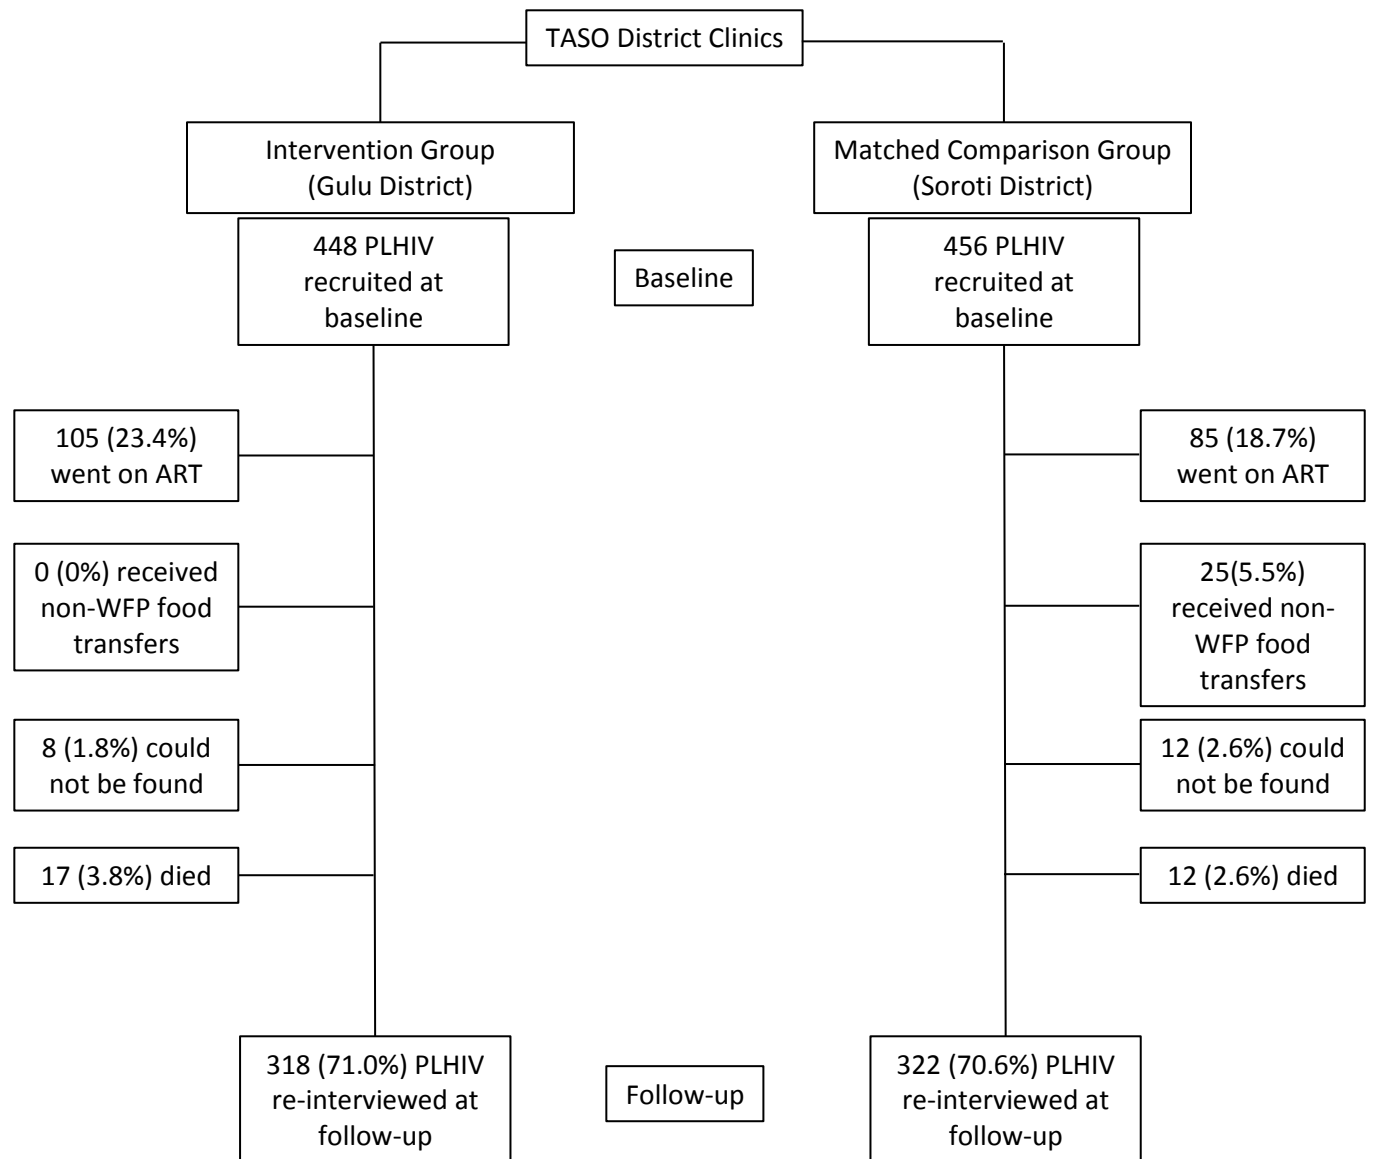 TASO District Clinics
Intervention Group
(Gulu District)
Matched Comparison Group
(Soroti District)
448 PLHIV
recruited at
baseline
Baseline
456 PLHIV
recruited at
baseline
105 (23.4%)
went on ART
85 (18.7%)
went on ART
0 (0%) received
non-WFP food
transfers
25(5.5%)
received non-
WFP food
transfers
8 (1.8%) could
not be found
12 (2.6%) could
not be found
17 (3.8%) died
12 (2.6%) died
318 (71.0%) PLHIV
re-interviewed at
follow-up
Follow-up
322 (70.6%) PLHIV
re-interviewed at
follow-up